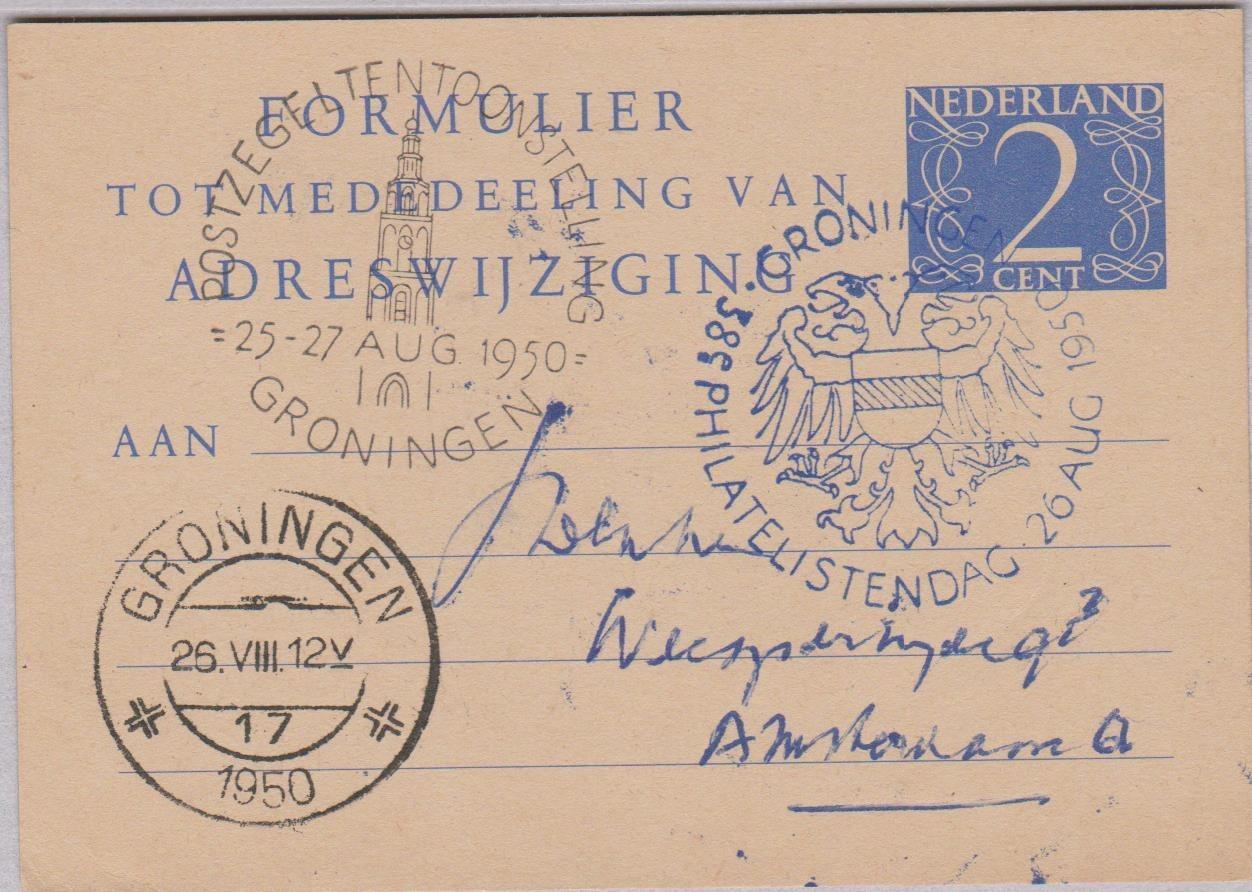 FORMULIER
TOT MEDEDEELING VAN
ADRESWIJZIGING
NEDERLAND
2
CENT
POSTZEGELTENTOONSTELLING
=25-27 AUG. 1950=
GRONINGEN
GRONINGEN
38e PHILATELISTENDAG
26 AUG 1950
AAN
GRONINGEN
26.VIII.12V
17
1950
Amsterdam